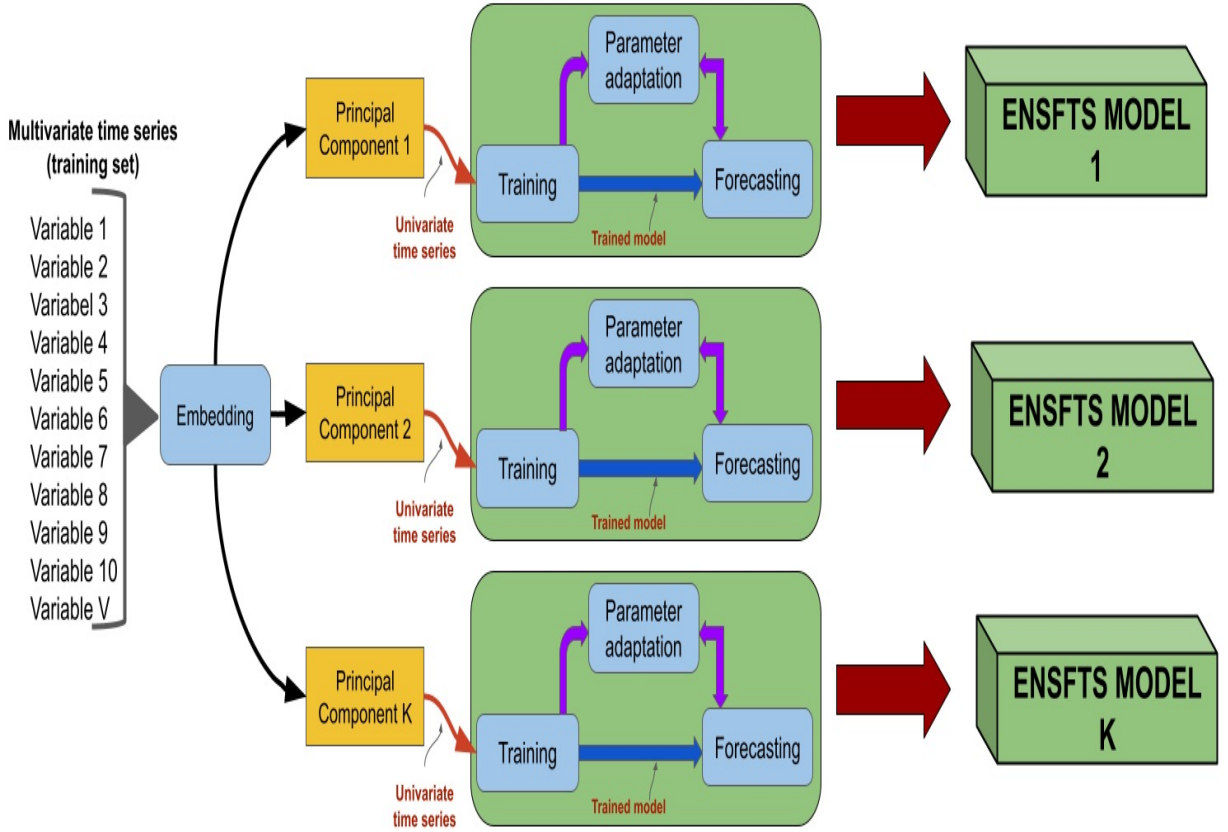 Multivariate time series
(training set)
Variable 1
Variable 2
Variabel 3
Variable 4
Variable 5
Variable 6
Variable 7
Variable 8
Variable 9
Variable 10
Variable V
Embedding
Principal
Component 1
Univariate
time series
Training
Parameter
adaptation
Forecasting
Trained model
ENSFTS MODEL
1
Principal
Component 2
Univariate
time series
Training
Parameter
adaptation
Forecasting
Trained model
ENSFTS MODEL
2
Principal
Component K
Univariate
time series
Training
Parameter
adaptation
Forecasting
Trained model
ENSFTS MODEL
K